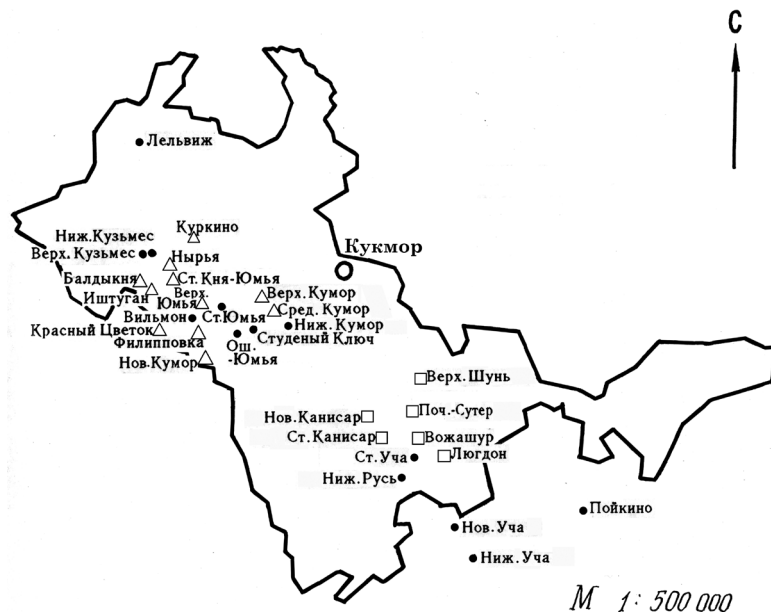 С
Лельвиж
Куркино
Ниж.Кузьмес
Верх. Кузьмес
Нырья
Кукмор
Балдыкня
Ст.Кня-Юмья
Иштуган
Верх.
Юмья
Верх.Кумор
Сред. Кумор
Вильмон
Ст.Юмья
Ниж. Кумор
Красный Цветок
Филипповка
Ош.
-Юмья
Студеный Ключ
Нов.Кумор
Верх. Шунь
Нов.Канисар
Поч.-Сутер
Ст.Канисар
Вожашур
Ст.Уча
Люгдон
Ниж.Русь
Пойкино
Нов.Уча
Ниж.Уча
М 1: 500 000